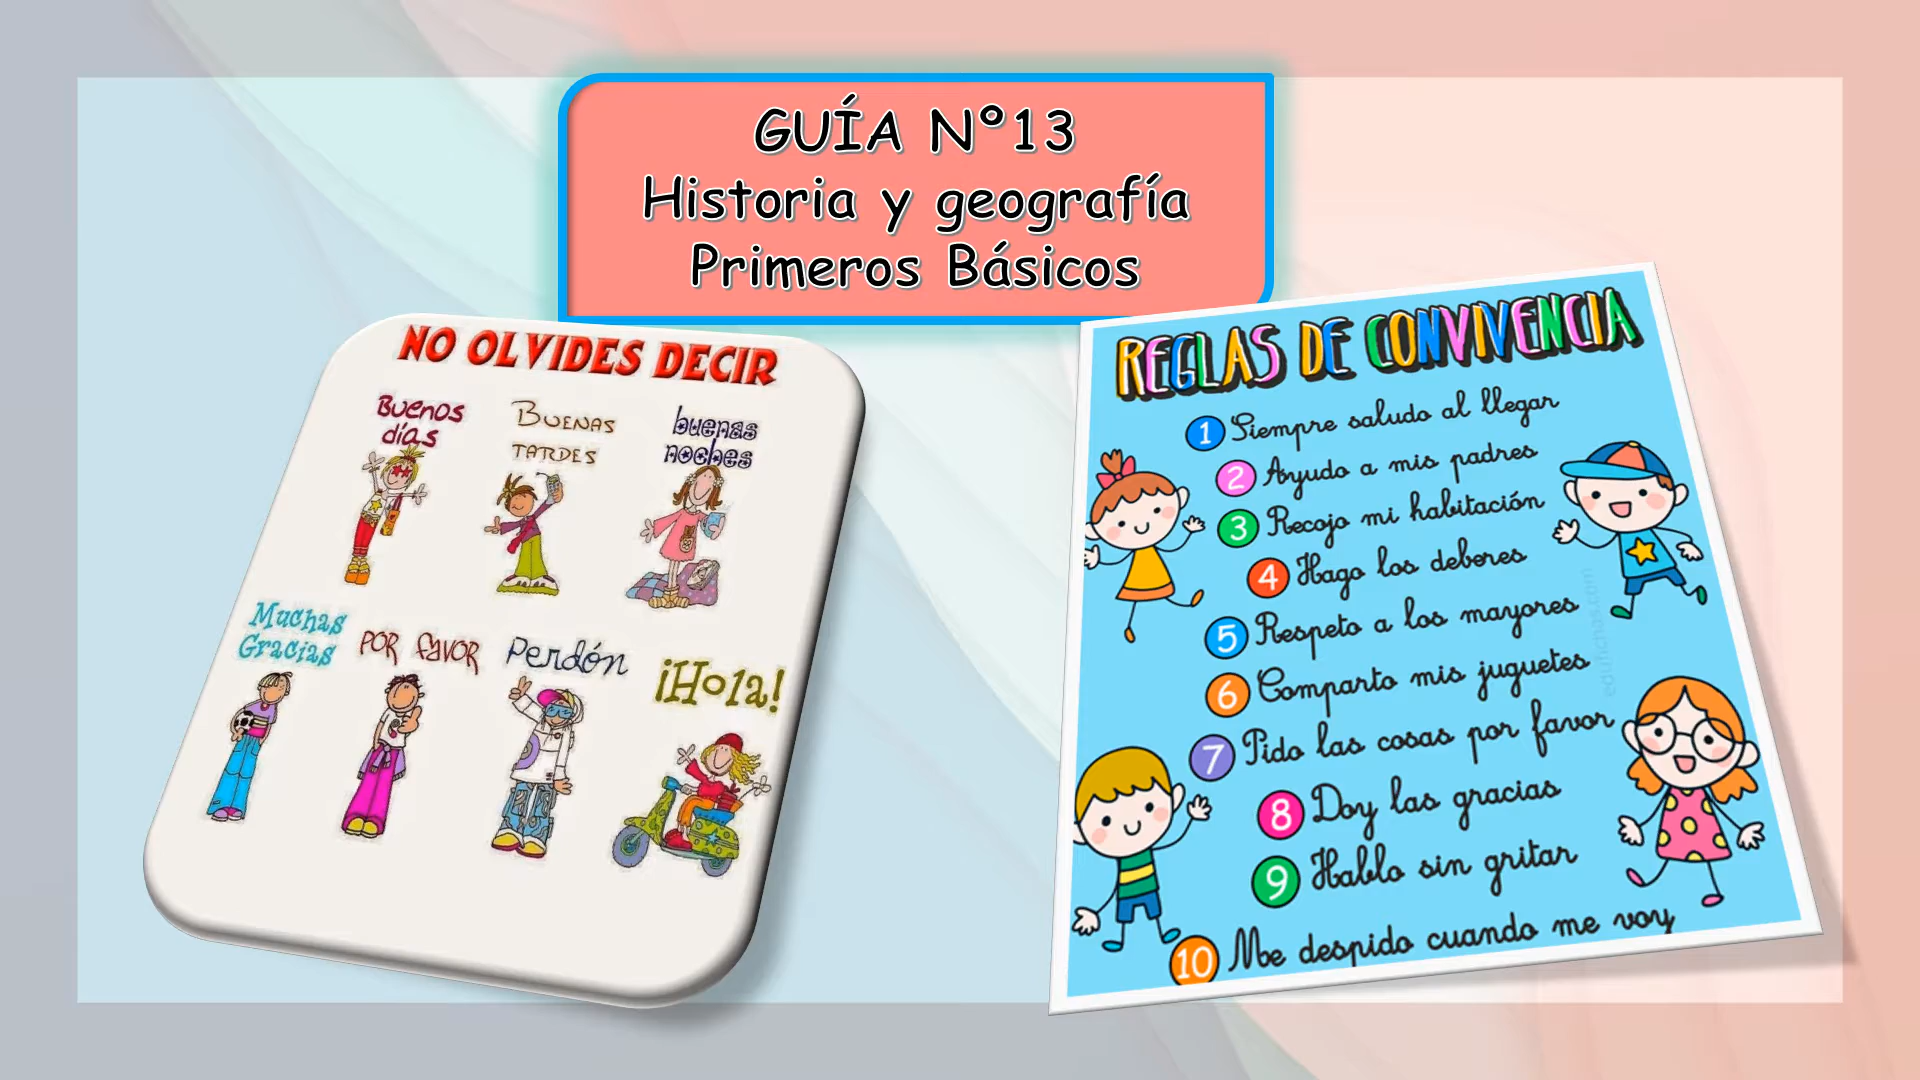 GUÍA Nº13
Historia y geografía
Primeros Básicos
NO OLVIDES DECIR
Buenos días
Buenas tardes
buenas noches
Muchas Gracias
POR fAVOR
Perdón
¡Hola!
REGLAS DE CONVIVENCIA
1 Siempre saludo al llegar
2 Ayudo a mis padres
3 Recojo mi habitación
4 Hago los deberes
5 Respeto a los mayores
6 Comparto mis juguetes
7 Pido las cosas por favor
8 Doy las gracias
9 Hablo sin gritar
10 Me despido cuando me voy
edufichas.com